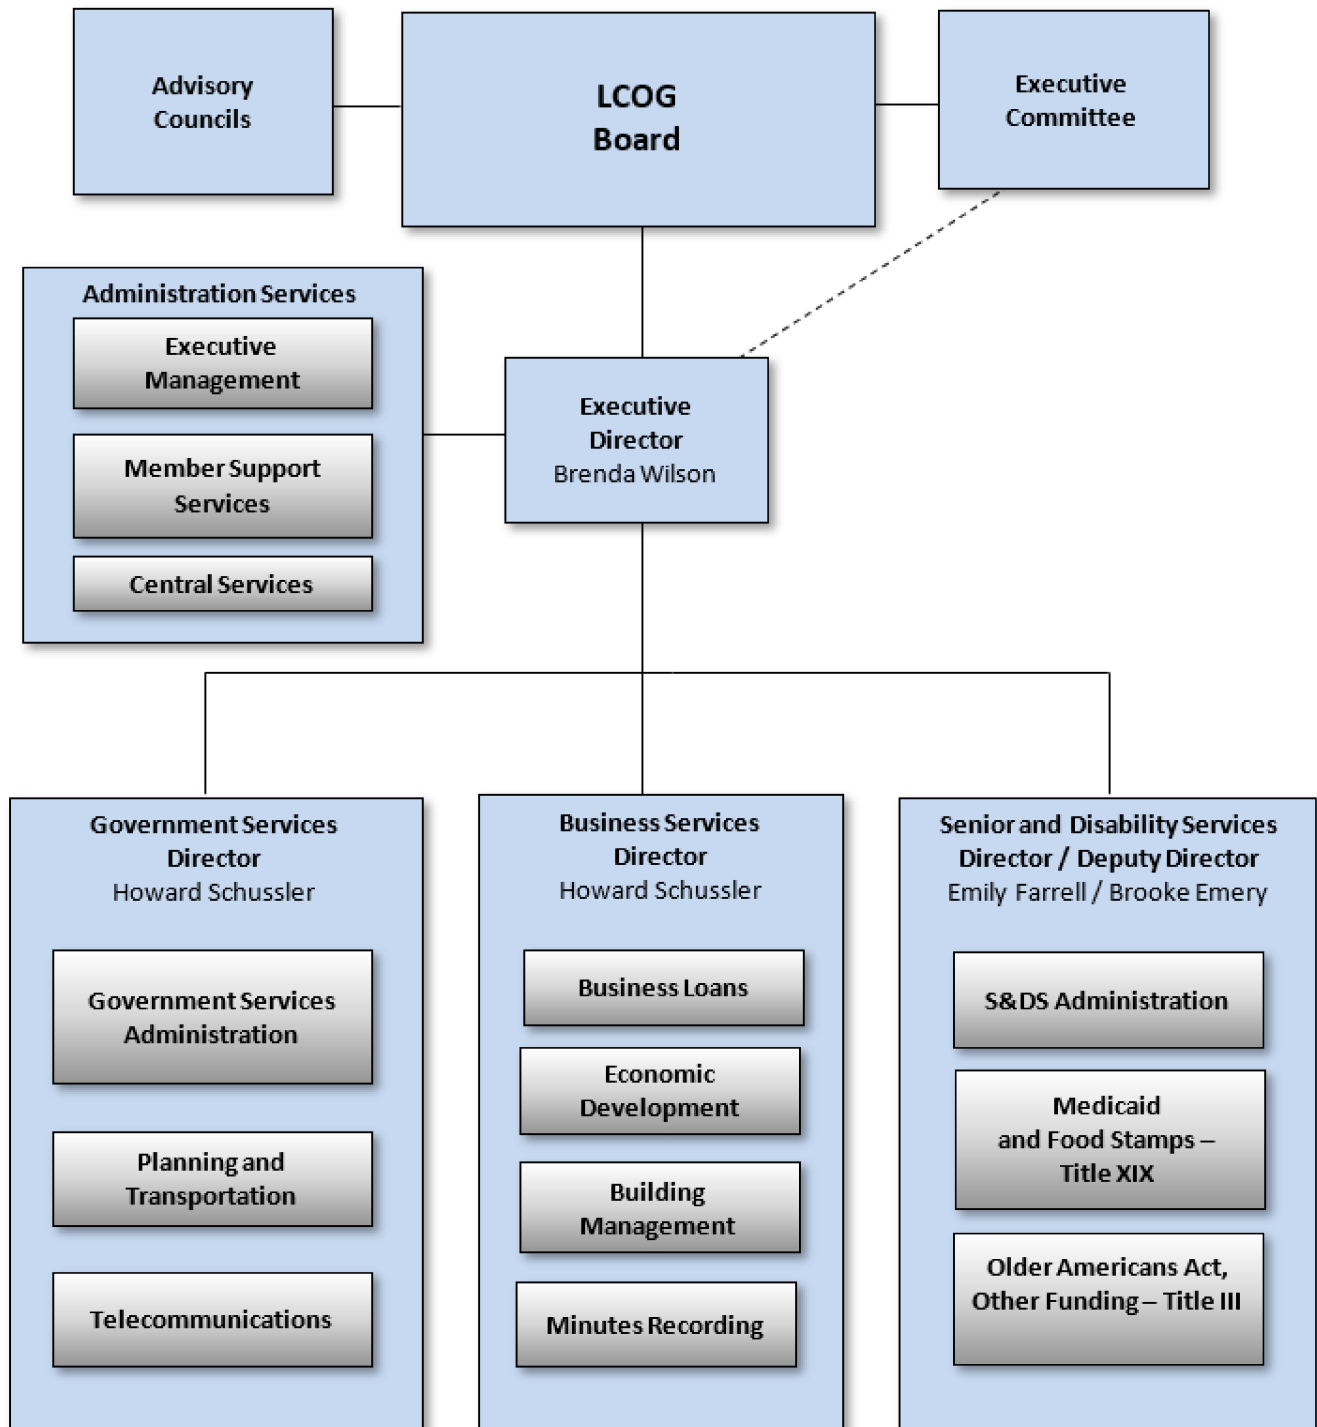 Advisory
Councils
LCOG
Board
Executive
Committee
Administration Services
Executive
Management
Member Support
Services
Central Services
Executive
Director
Brenda Wilson
Government Services
Director
Howard Schussler
Government Services
Administration
Planning and
Transportation
Telecommunications
Business Services
Director
Howard Schussler
Business Loans
Economic
Development
Building
Management
Minutes Recording
Senior and Disability Services
Director / Deputy Director
Emily Farrell / Brooke Emery
S&DS Administration
Medicaid
and Food Stamps –
Title XIX
Older Americans Act,
Other Funding – Title III